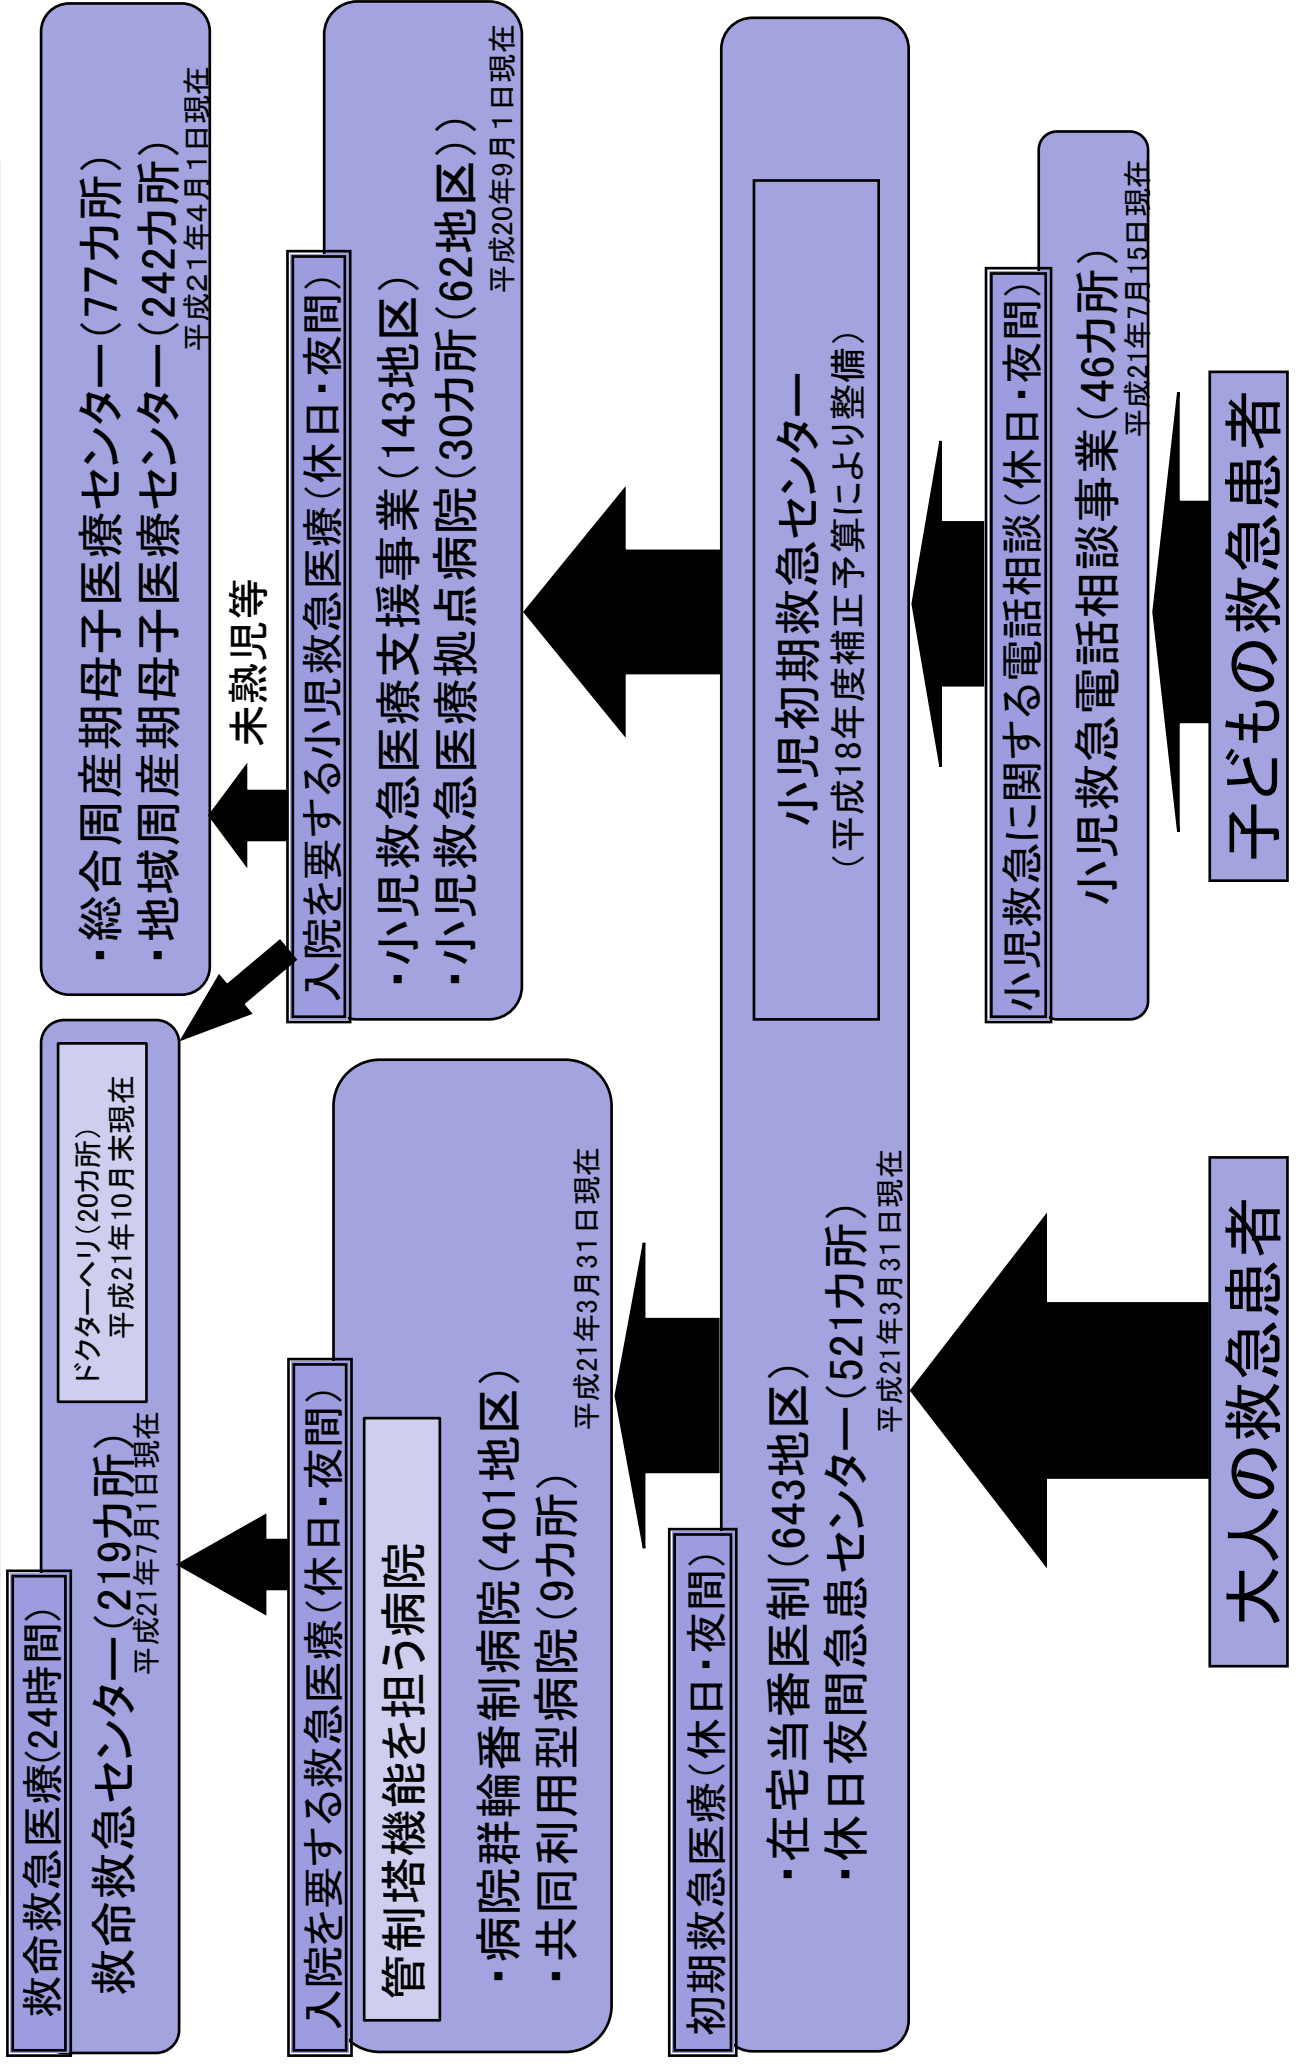 救命救急医療（24時間）
救命救急センター（219カ所）
平成21年7月1日現在
ドクターヘリ（20カ所）
平成21年10月末現在
・総合周産期母子医療センター（77カ所）
・地域周産期母子医療センター（242カ所）
平成21年4月1日現在
未熟児等
入院を要する救急医療（休日・夜間）
管制塔機能を担う病院
・病院群輪番制病院（401地区）
・共同利用型病院（9カ所）
平成21年3月31日現在
入院を要する小児救急医療（休日・夜間）
・小児救急医療支援事業（143地区）
・小児救急医療拠点病院（30カ所（62地区））
平成20年9月1日現在
初期救急医療（休日・夜間）
・在宅当番医制（643地区）
・休日夜間急患センター（521カ所）
平成21年3月31日現在
小児初期救急センター
（平成18年度補正予算により整備）
小児救急に関する電話相談（休日・夜間）
小児救急電話相談事業（46カ所）
平成21年7月15日現在
大人の救急患者
子どもの救急患者